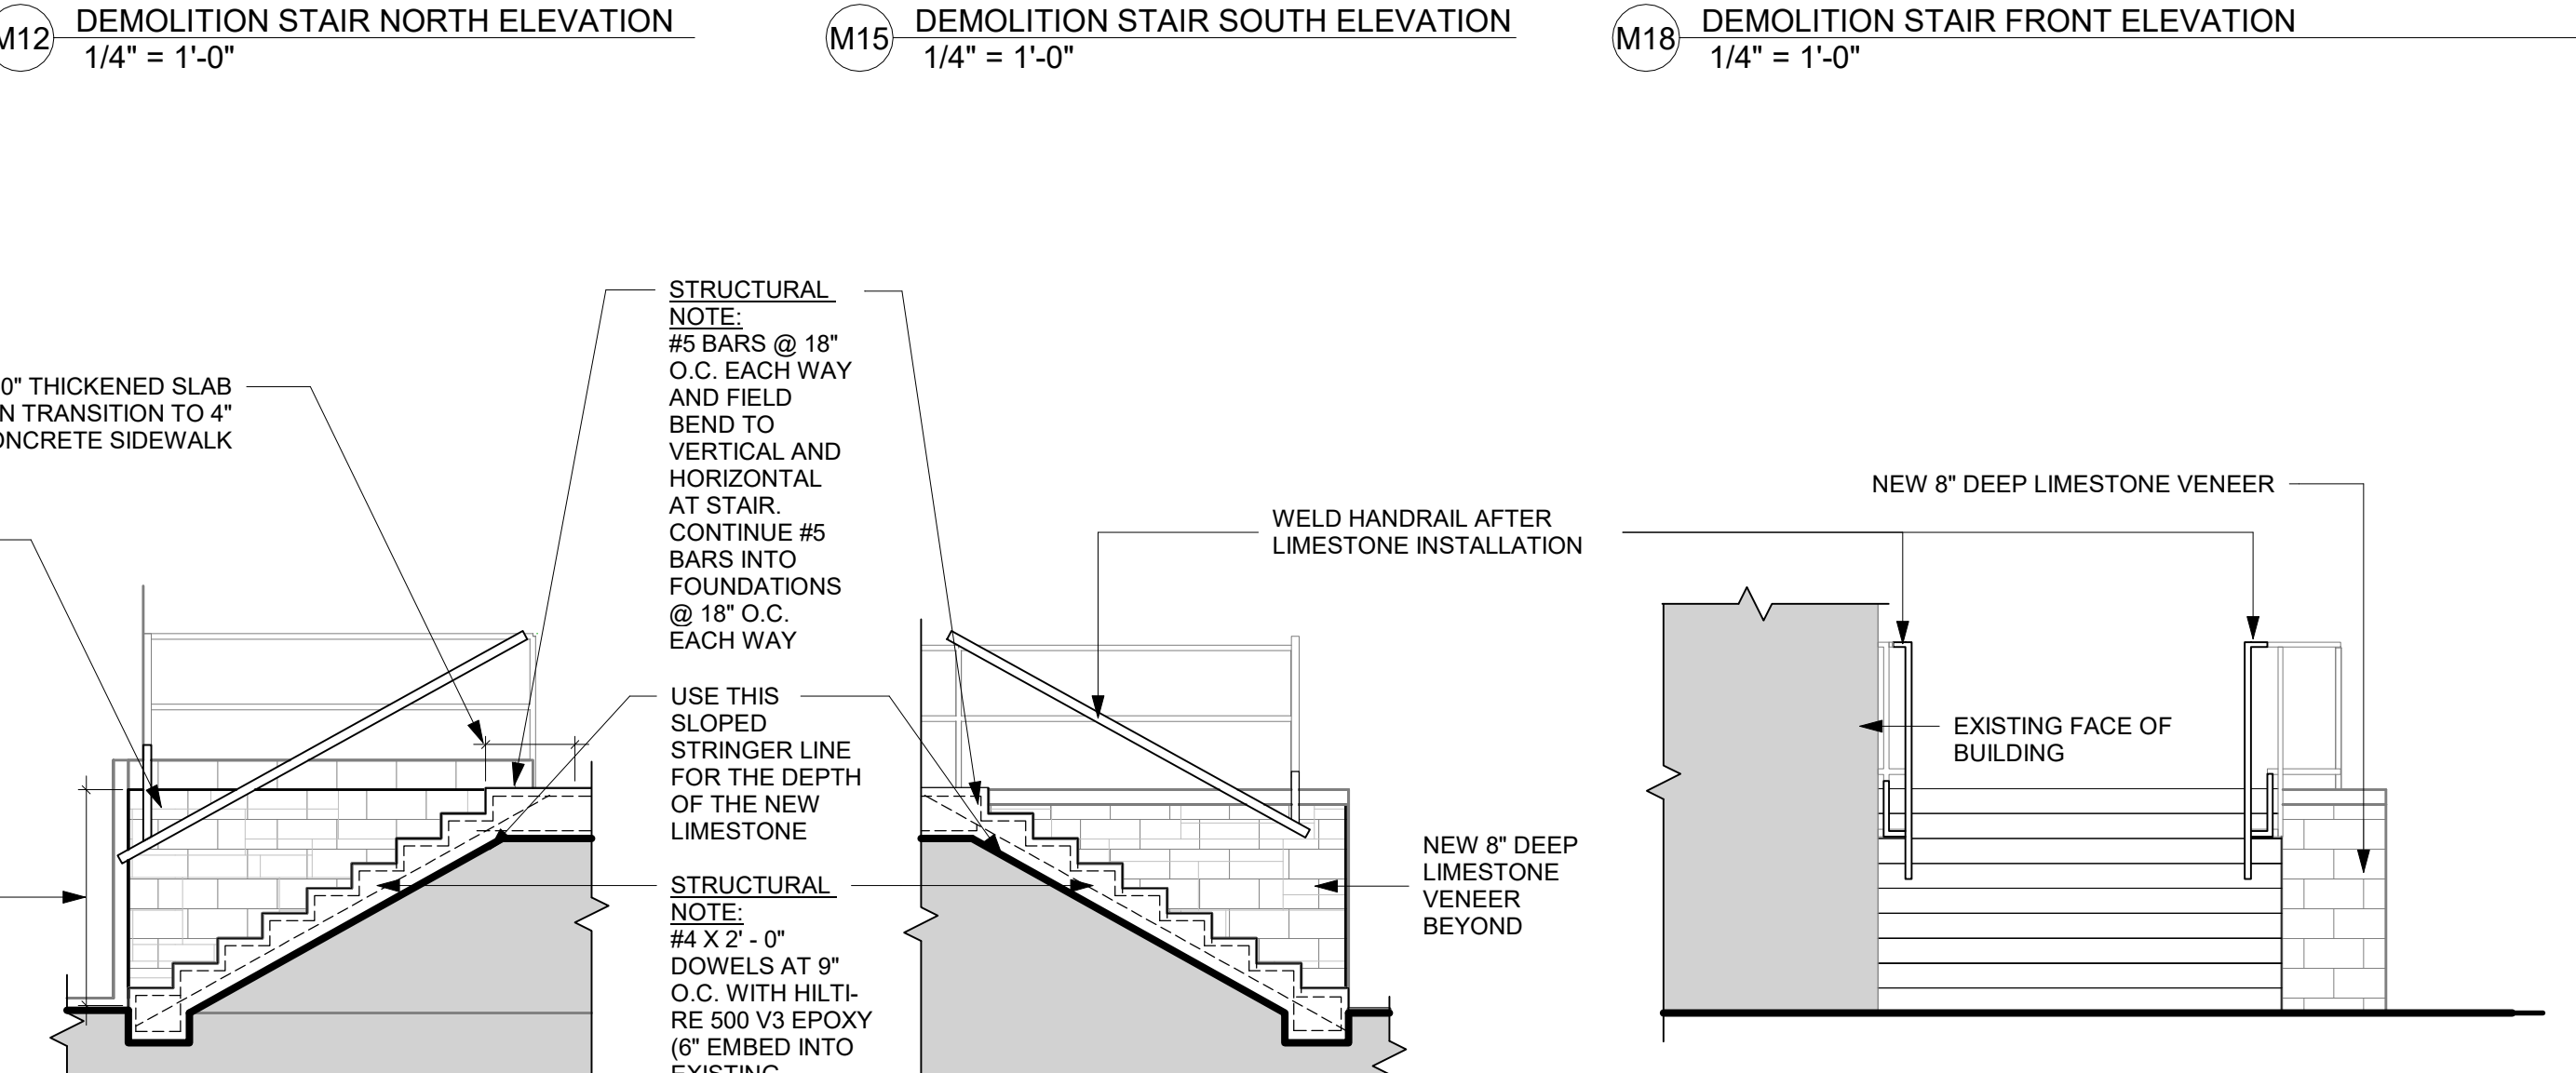 M12
DEMOLITION STAIR NORTH ELEVATION
1/4" = 1'-0"
M15
DEMOLITION STAIR SOUTH ELEVATION
1/4" = 1'-0"
M18
DEMOLITION STAIR FRONT ELEVATION
1/4" = 1'-0"
0" THICKENED SLAB
N TRANSITION TO 4"
ONCRETE SIDEWALK
STRUCTURAL
NOTE:
#5 BARS @ 18"
O.C. EACH WAY
AND FIELD
BEND TO
VERTICAL AND
HORIZONTAL
AT STAIR.
CONTINUE #5
BARS INTO
FOUNDATIONS
@ 18" O.C.
EACH WAY
USE THIS
SLOPED
STRINGER LINE
FOR THE DEPTH
OF THE NEW
LIMESTONE
STRUCTURAL
NOTE:
#4 X 2' - 0"
DOWELS AT 9"
O.C. WITH HILTI-
RE 500 V3 EPOXY
(6" EMBED INTO
EXISTING
WELD HANDRAIL AFTER
LIMESTONE INSTALLATION
NEW 8" DEEP
LIMESTONE
VENEER
BEYOND
NEW 8" DEEP LIMESTONE VENEER
EXISTING FACE OF
BUILDING